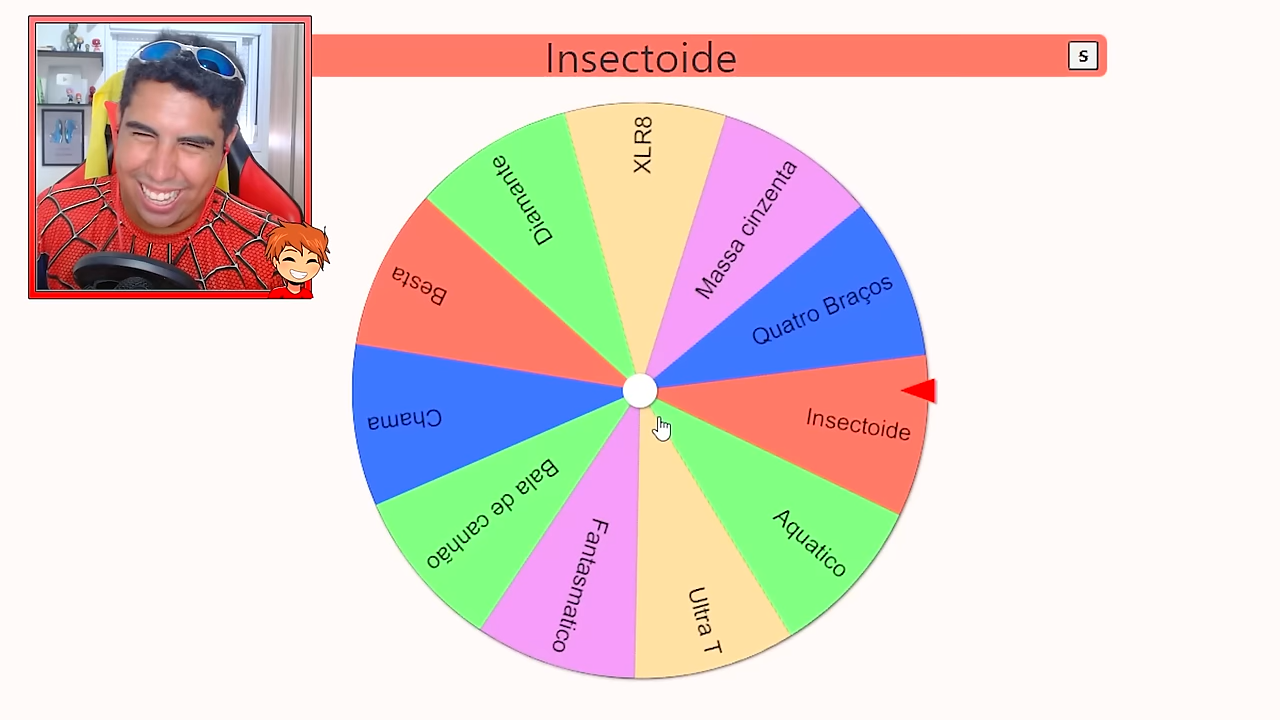 Insectoide
S
XLR8
Massa cinzenta
Quatro Braços
Insectoide
Aquatico
Ultra T
Fantasmatico
Bala de canhão
Chama
Besta
Diamante